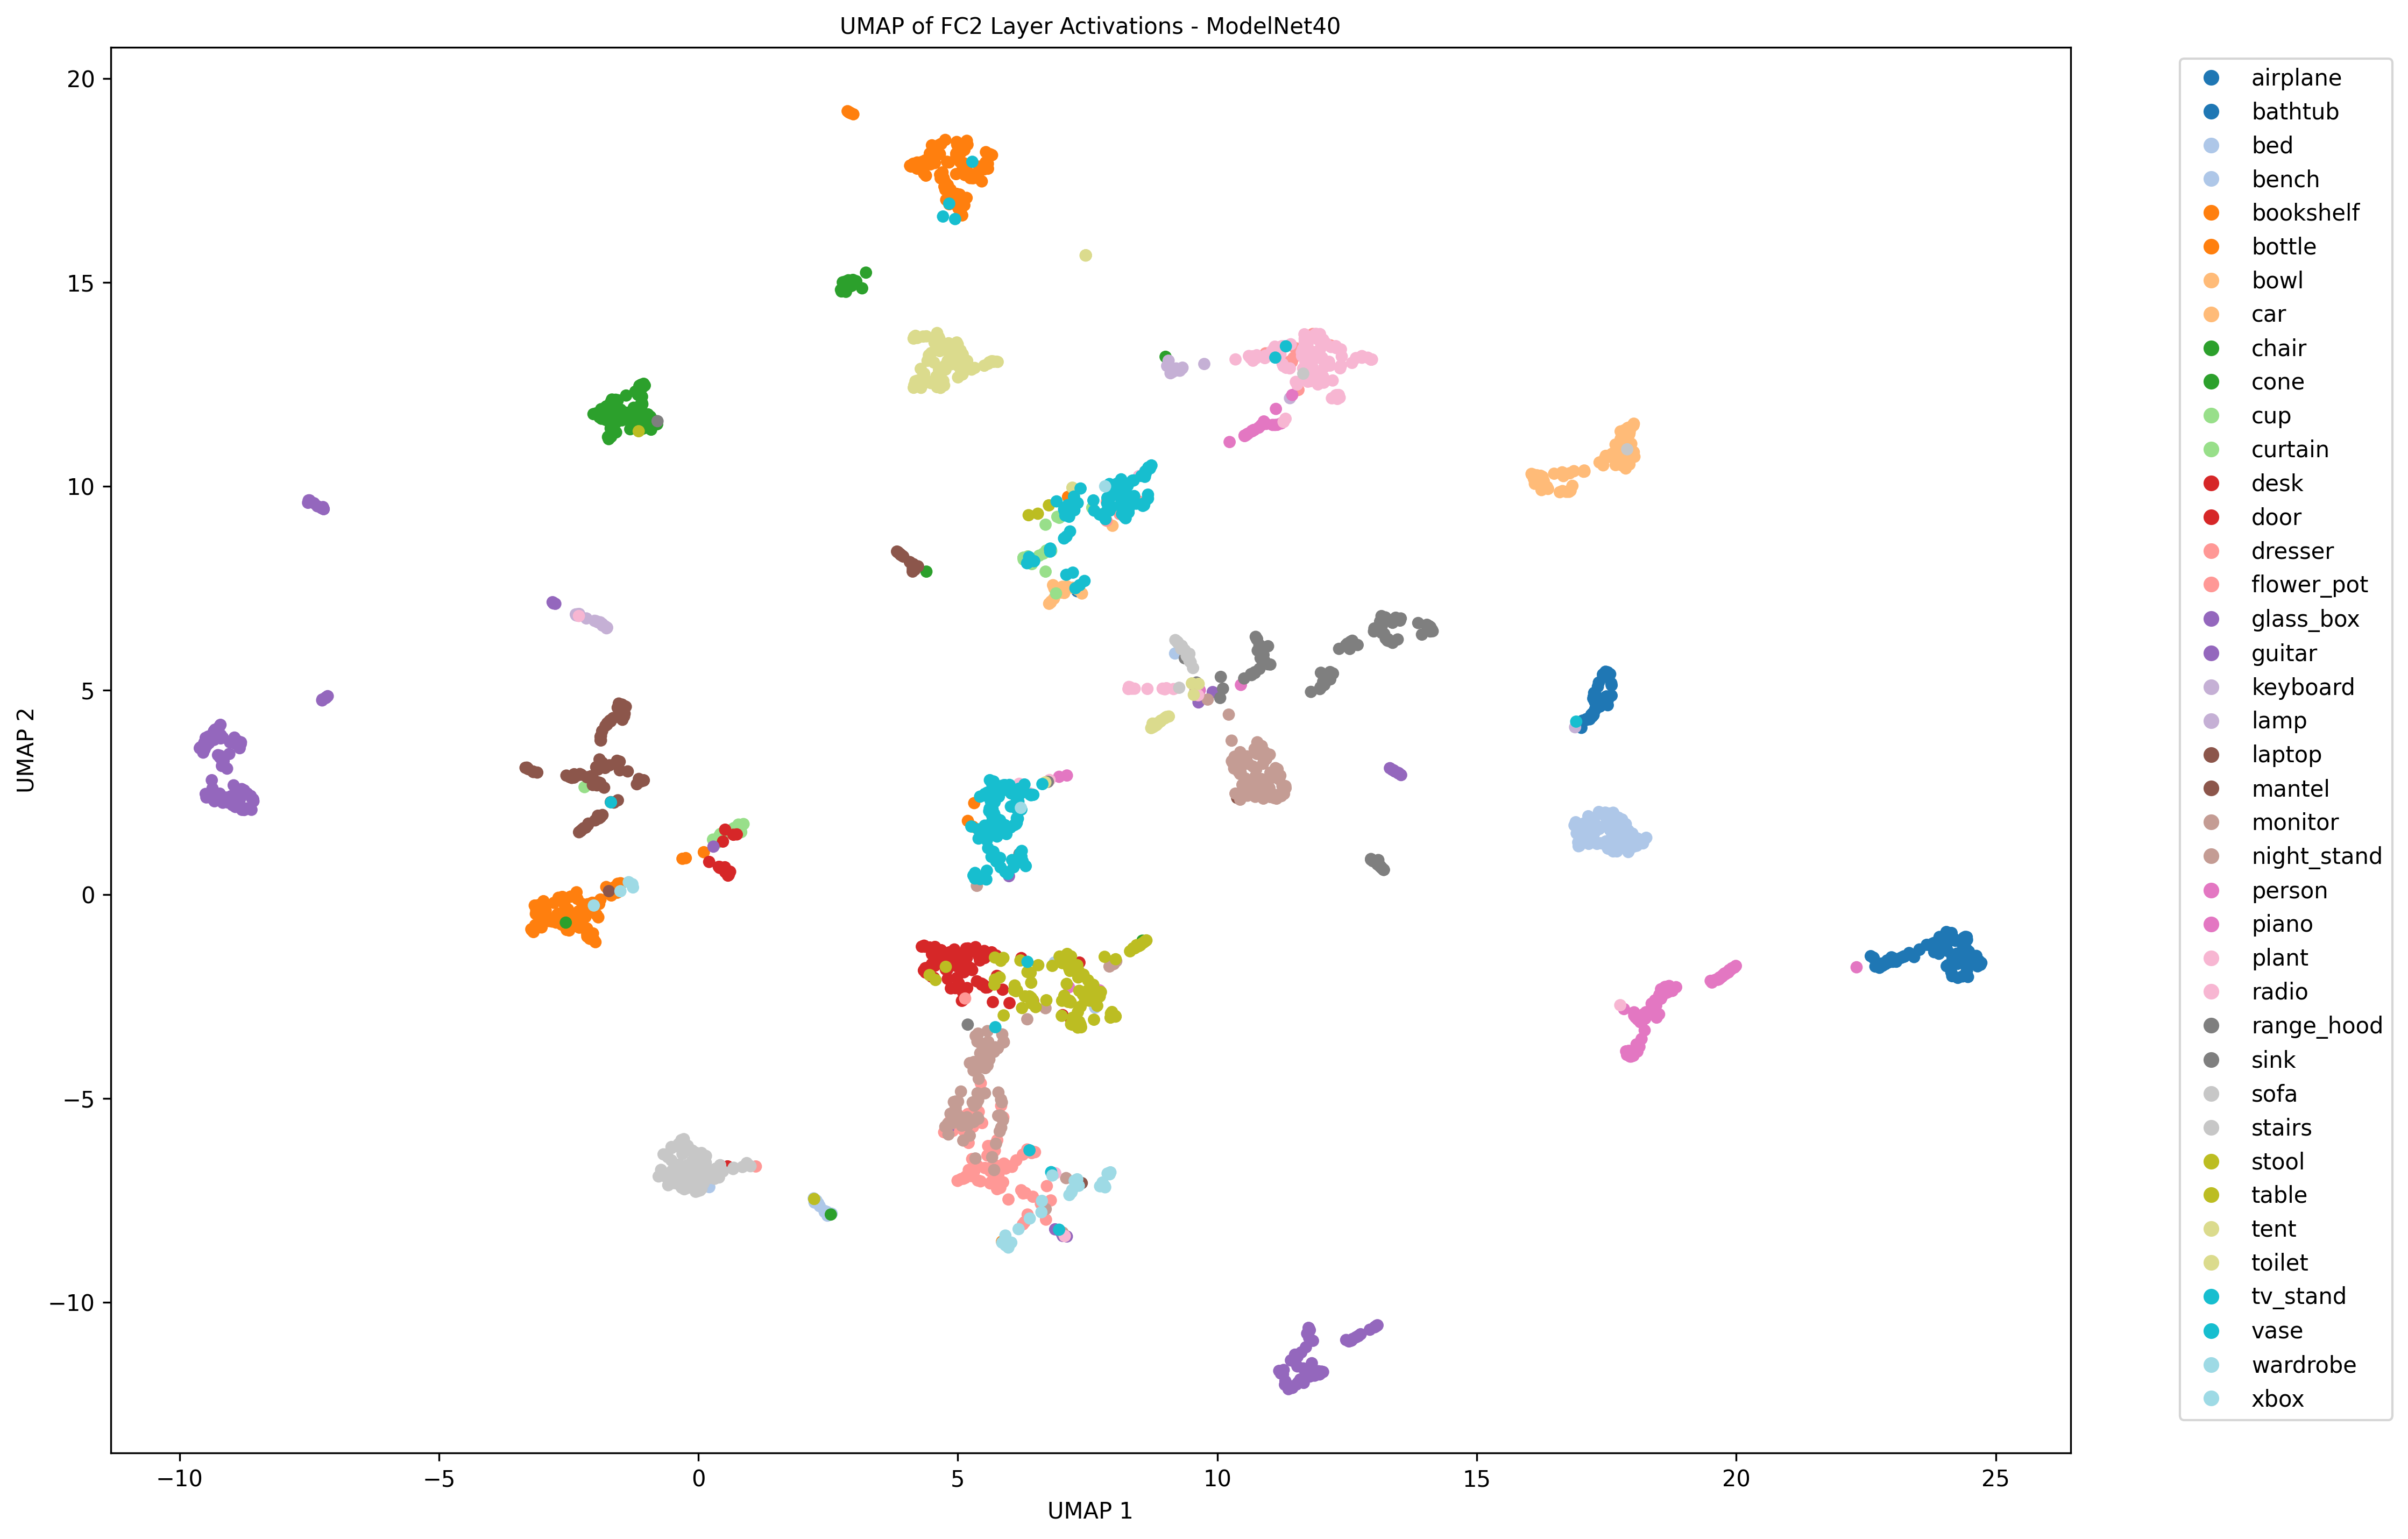 UMAP of FC2 Layer Activations - ModelNet40
20
15
10
5
0
−5
−10
UMAP 2
−10
−5
0
5
10
15
20
25
UMAP 1
airplane
bathtub
bed
bench
bookshelf
bottle
bowl
car
chair
cone
cup
curtain
desk
door
dresser
flower_pot
glass_box
guitar
keyboard
lamp
laptop
mantel
monitor
night_stand
person
piano
plant
radio
range_hood
sink
sofa
stairs
stool
table
tent
toilet
tv_stand
vase
wardrobe
xbox